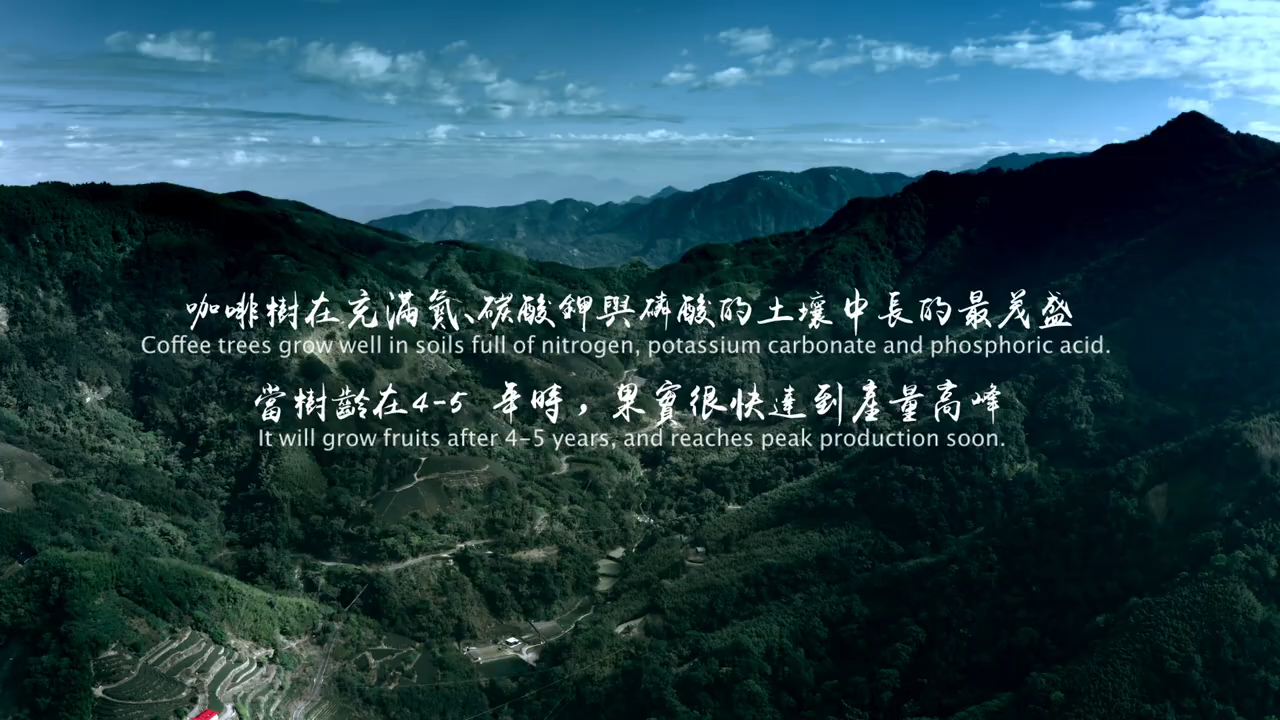 咖啡樹在充滿氮、碳酸鉀與磷酸的土壤中長的最茂盛
Coffee trees grow well in soils full of nitrogen, potassium carbonate and phosphoric acid.
當樹齡在4-5 年時，果實很快達到產量高峰
It will grow fruits after 4-5 years, and reaches peak production soon.